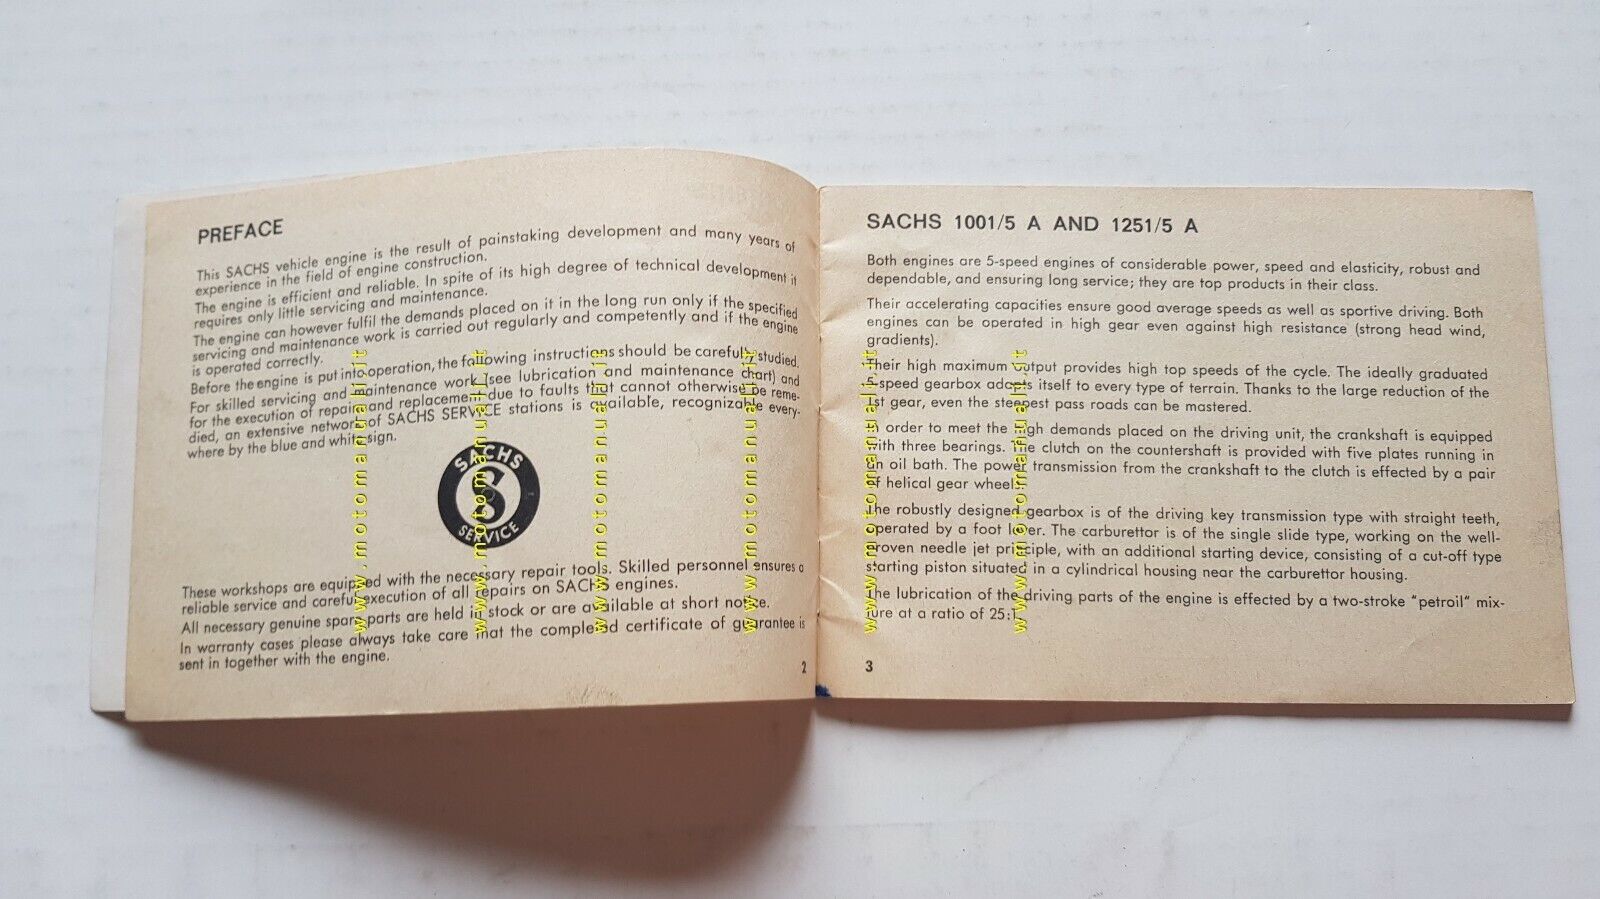 PREFACE
This SACHS vehicle engine is the result of painstaking development and many years of
experience in the field of engine construction.
The engine is efficient and reliable. In spite of its high degree of technical development it
requires only little servicing and maintenance.
The engine can however fulfil the demands placed on it in the long run only if the specified
servicing and maintenance work is carried out regularly and competently and if the engine
is operated correctly.
Before the engine is put into operation, the following instructions should be carefully studied.
For skilled servicing and maintenance work (see lubrication and maintenance chart) and
for the execution of repair and replacement due to faults that cannot otherwise be reme-
died, an extensive network of SACHS SERVICE stations is available, recognizable every-
where by the blue and white sign.
SACHS
S
SERVICE
These workshops are equipped with the necessary repair tools. Skilled personnel ensures a
reliable service and careful execution of all repairs on SACHS engines.
All necessary genuine spare parts are held in stock or are available at short notice.
In warranty cases please always take care that the completed certificate of guarantee is
sent in together with the engine.
2
SACHS 1001/5 A AND 1251/5 A
Both engines are 5-speed engines of considerable power, speed and elasticity, robust and
dependable, and ensuring long service; they are top products in their class.
Their accelerating capacities ensure good average speeds as well as sportive driving. Both
engines can be operated in high gear even against high resistance (strong head wind,
gradients).
Their high maximum output provides high top speeds of the cycle. The ideally graduated
5-speed gearbox adapts itself to every type of terrain. Thanks to the large reduction of the
1st gear, even the steepest pass roads can be mastered.
In order to meet the high demands placed on the driving unit, the crankshaft is equipped
with three bearings. The clutch on the countershaft is provided with five plates running in
an oil bath. The power transmission from the crankshaft to the clutch is effected by a pair
of helical gear wheels.
The robustly designed gearbox is of the driving key transmission type with straight teeth,
operated by a foot lever. The carburettor is of the single slide type, working on the well-
proven needle jet principle, with an additional starting device, consisting of a cut-off type
starting piston situated in a cylindrical housing near the carburettor housing.
The lubrication of the driving parts of the engine is effected by a two-stroke "petroil" mix-
ture at a ratio of 25:1.
3
www.motomanuali.it
www.motomanuali.it
www.motomanuali.it
www.motomanuali.it
www.motomanuali.it
www.motomanuali.it